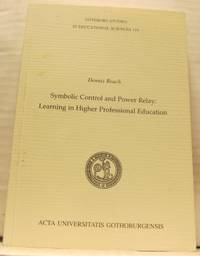 GÖTEBORG STUDIES
IN EDUCATIONAL SCIENCES
Dennis Beach
Symbolic Control and Power Relay:
Learning in Higher Professional Education
ACTA UNIVERSITATIS GOTHOBURGENSIS